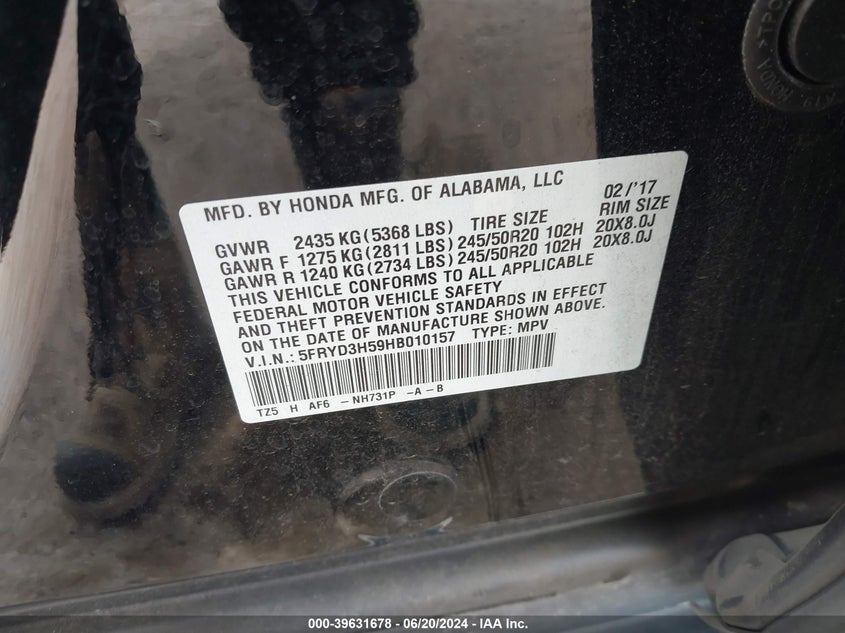 MFD. BY HONDA MFG. OF ALABAMA, LLC 02/'17
GVWR 2435 KG(5368 LBS) TIRE SIZE RIM SIZE
GAWR F 1275 KG(2811 LBS) 245/50R20 102H 20X8.0J
GAWR R 1240 KG(2734 LBS) 245/50R20 102H 20X8.0J
THIS VEHICLE CONFORMS TO ALL APPLICABLE
FEDERAL MOTOR VEHICLE SAFETY
AND THEFT PREVENTION STANDARDS IN EFFECT
ON THE DATE OF MANUFACTURE SHOWN ABOVE.
V.I.N.: 5FRYD3H59HB010157 TYPE: MPV
TZ5 H AF6 -NH731P -A-B
000-39631678 - 06/20/2024 - IAA Inc.